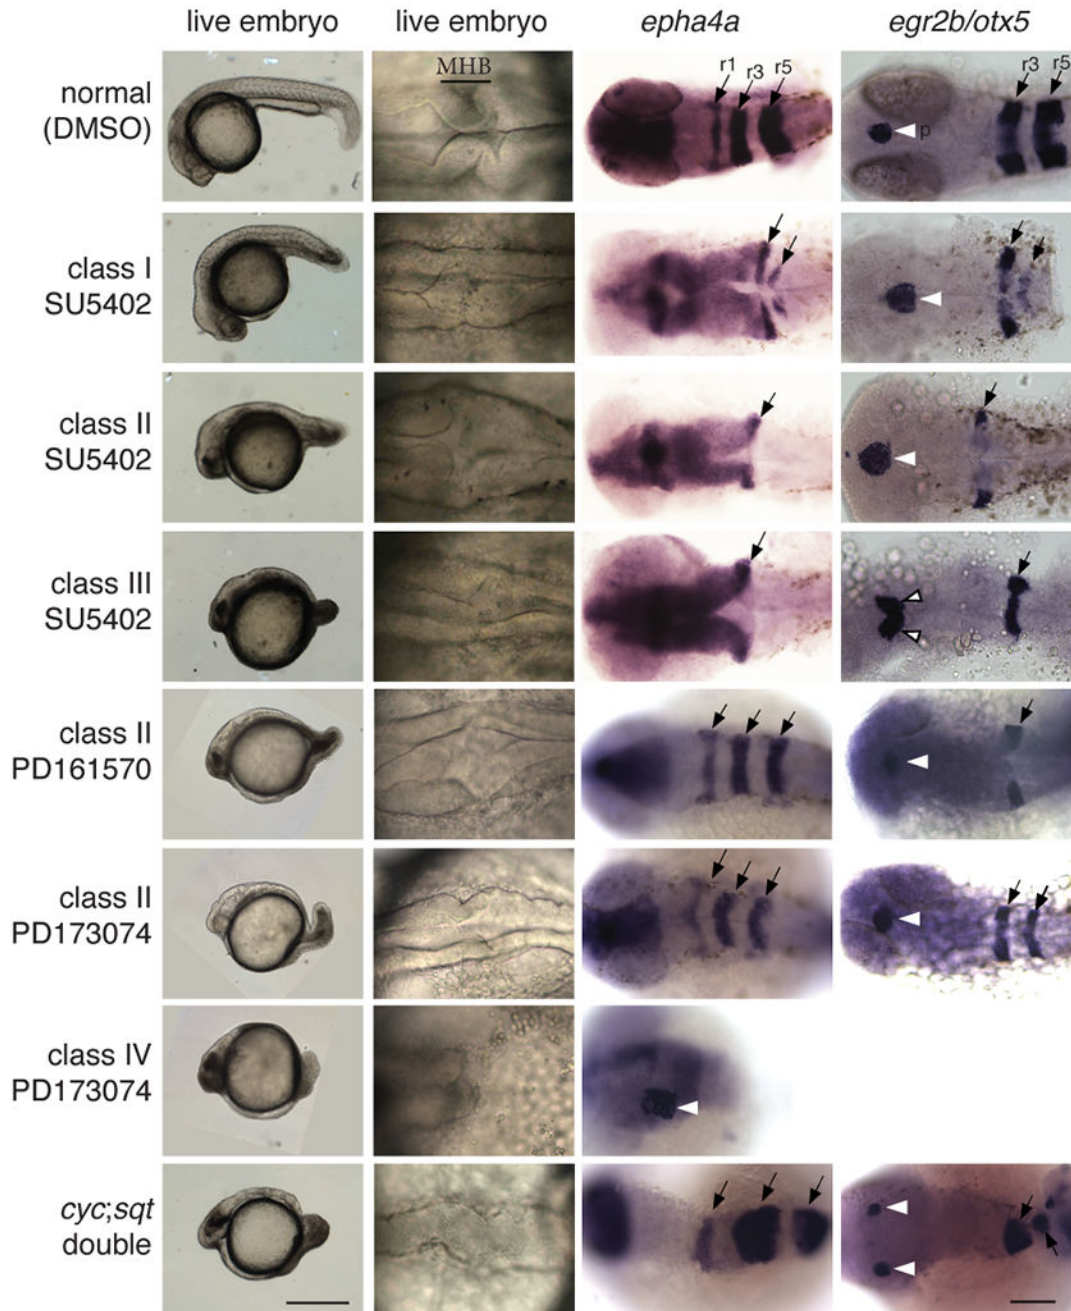 live embryo live embryo epha4a egr2b/otx5
normal
(DMSO)
MHB
r1 r3 r5
r3 r5
p
class I
SU5402
class II
SU5402
class III
SU5402
class II
PD161570
class II
PD173074
class IV
PD173074
cyc;sqt
double